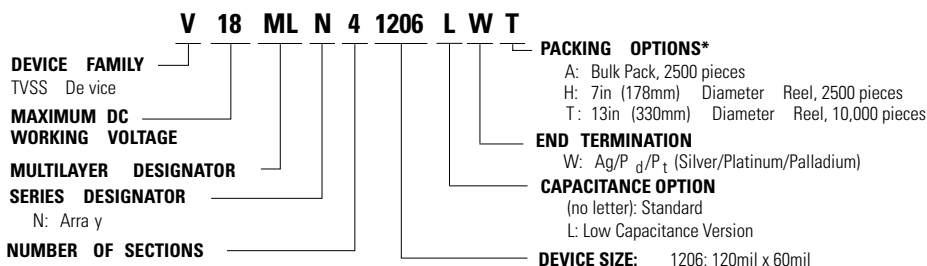 V 18 ML N 4 1206 L W T
DEVICE FAMILY
TVSS De vice
MAXIMUM DC
WORKING VOLTAGE
MULTILAYER DESIGNATOR
SERIES DESIGNATOR
N: Arra y
NUMBER OF SECTIONS
PACKING OPTIONS*
A: Bulk Pack, 2500 pieces
H: 7in (178mm) Diameter Reel, 2500 pieces
T: 13in (330mm) Diameter Reel, 10,000 pieces
END TERMINATION
W: Ag/P d/P t (Silver/Platinum/Palladium)
CAPACITANCE OPTION
(no letter): Standard
L: Low Capacitance Version
DEVICE SIZE: 1206: 120mil x 60mil